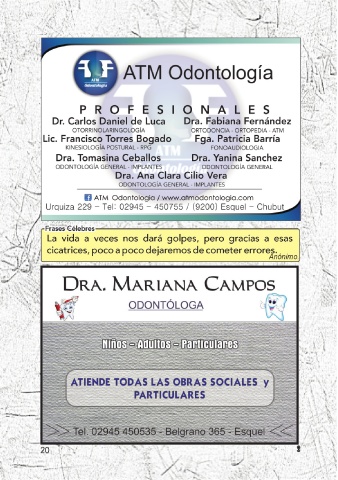 ATM
Odontología
ATM Odontología
PROFESIONALES
Dr. Carlos Daniel de Luca
OTORRINOLARINGOLOGÍA
Dra. Fabiana Fernández
ORTODONCIA - ORTOPEDIA - ATM
Lic. Francisco Torres Bogado
KINESIOLOGÍA POSTURAL - RPG
Fga. Patricia Barría
FONOAUDIOLOGIA
Dra. Tomasina Ceballos
ODONTOLOGÍA GENERAL - IMPLANTES
Dra. Yanina Sanchez
ODONTOLOGÍA GENERAL
Dra. Ana Clara Cilio Vera
ODONTOLOGÍA GENERAL - IMPLANTES
ATM Odontología / www.atmodontologia.com
Urquiza 229 - Tel: 02945 - 450755 / (9200) Esquel - Chubut
Frases Célebres
La vida a veces nos dará golpes, pero gracias a esas
cicatrices, poco a poco dejaremos de cometer errores.
Anónimo
DRA. MARIANA CAMPOS
ODONTÓLOGA
Niños - Adultos - Particulares
ATIENDE TODAS LAS OBRAS SOCIALES y
PARTICULARES
>> Tel. 02945 450535 - Belgrano 365 - Esquel <<
20